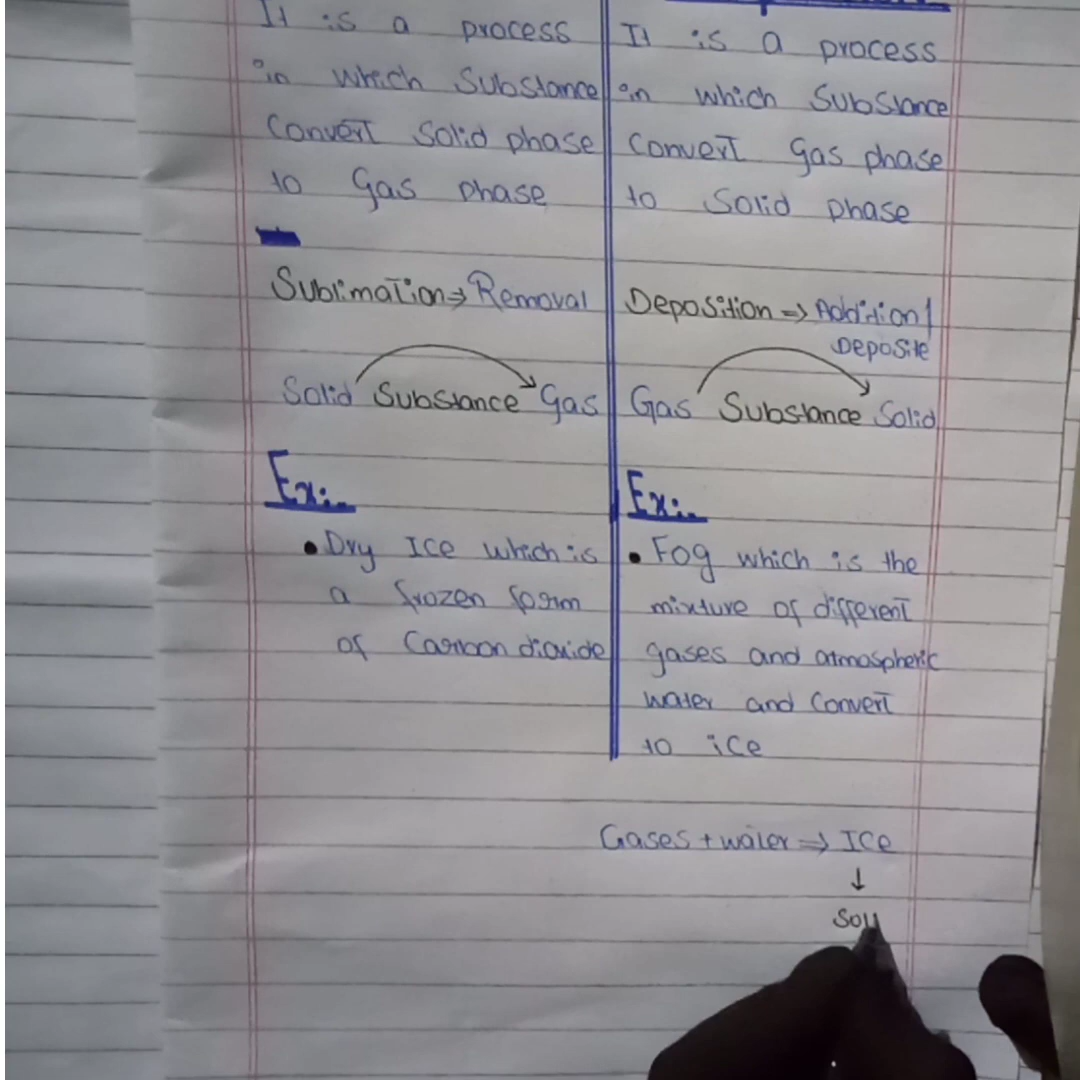 It is a process
in which Substance
Convert Solid phase
to Gas phase
Sublimation ⇒ Removal
Solid Substance Gas
Ex:-
• Dry Ice which is
a frozen form
of Carbon dioxide
It is a process
in which Substance
Convert gas phase
to Solid phase
Deposition ⇒ Addition/
Deposite
Gas Substance Solid
Ex:-
• Fog which is the
mixture of different
gases and atmospheric
water and Convert
to ice
Gases + water ⇒ ICe
↓
Soli